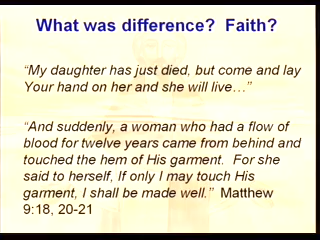 What was difference?  Faith?
“My daughter has just died, but come and lay
Your hand on her and she will live…”
“And suddenly, a woman who had a flow of
blood for twelve years came from behind and
touched the hem of His garment.  For she
said to herself, If only I may touch His
garment, I shall be made well.”  Matthew
9:18, 20-21